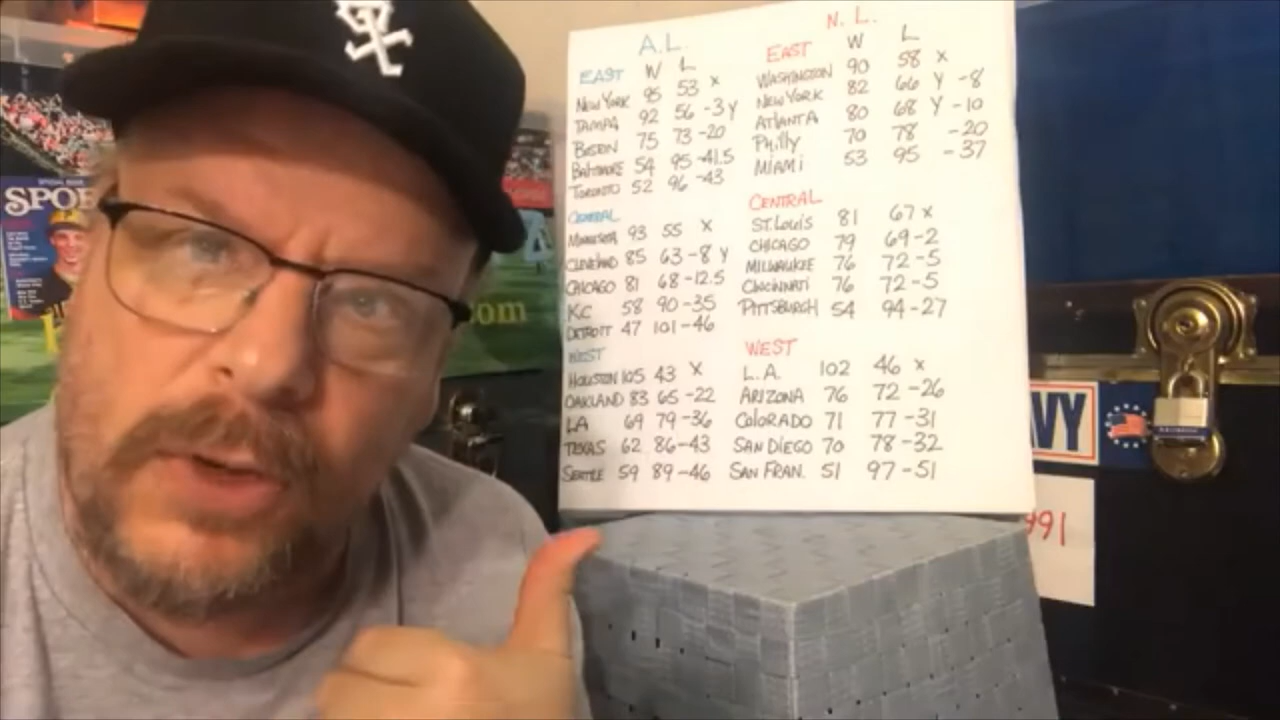 SOX
SPOR
com
A.L.
EAST W L
NEW YORK 95 53 X
TAMPA 92 56 -3 Y
BOSTON 75 73 -20
BALTIMORE 54 95 -41.5
TORONTO 52 96 -43
CENTRAL
MINNESOTA 93 55 X
CLEVELAND 85 63 -8 Y
CHICAGO 81 68 -12.5
KC 58 90 -35
DETROIT 47 101 -46
WEST
HOUSTON 105 43 X
OAKLAND 83 65 -22
LA 69 79 -36
TEXAS 62 86 -43
SEATTLE 59 89 -46
N.L.
EAST W L
WASHINGTON 90 58 X
NEW YORK 82 66 Y -8
ATLANTA 80 68 Y -10
PHILLY 70 78 -20
MIAMI 53 95 -37
CENTRAL
ST. LOUIS 81 67 X
CHICAGO 79 69 -2
MILWAUKEE 76 72 -5
CINCINNATI 76 72 -5
PITTSBURGH 54 94 -27
WEST
L.A. 102 46 X
ARIZONA 76 72 -26
COLORADO 71 77 -31
SAN DIEGO 70 78 -32
SAN FRAN. 51 97 -51
VY
991